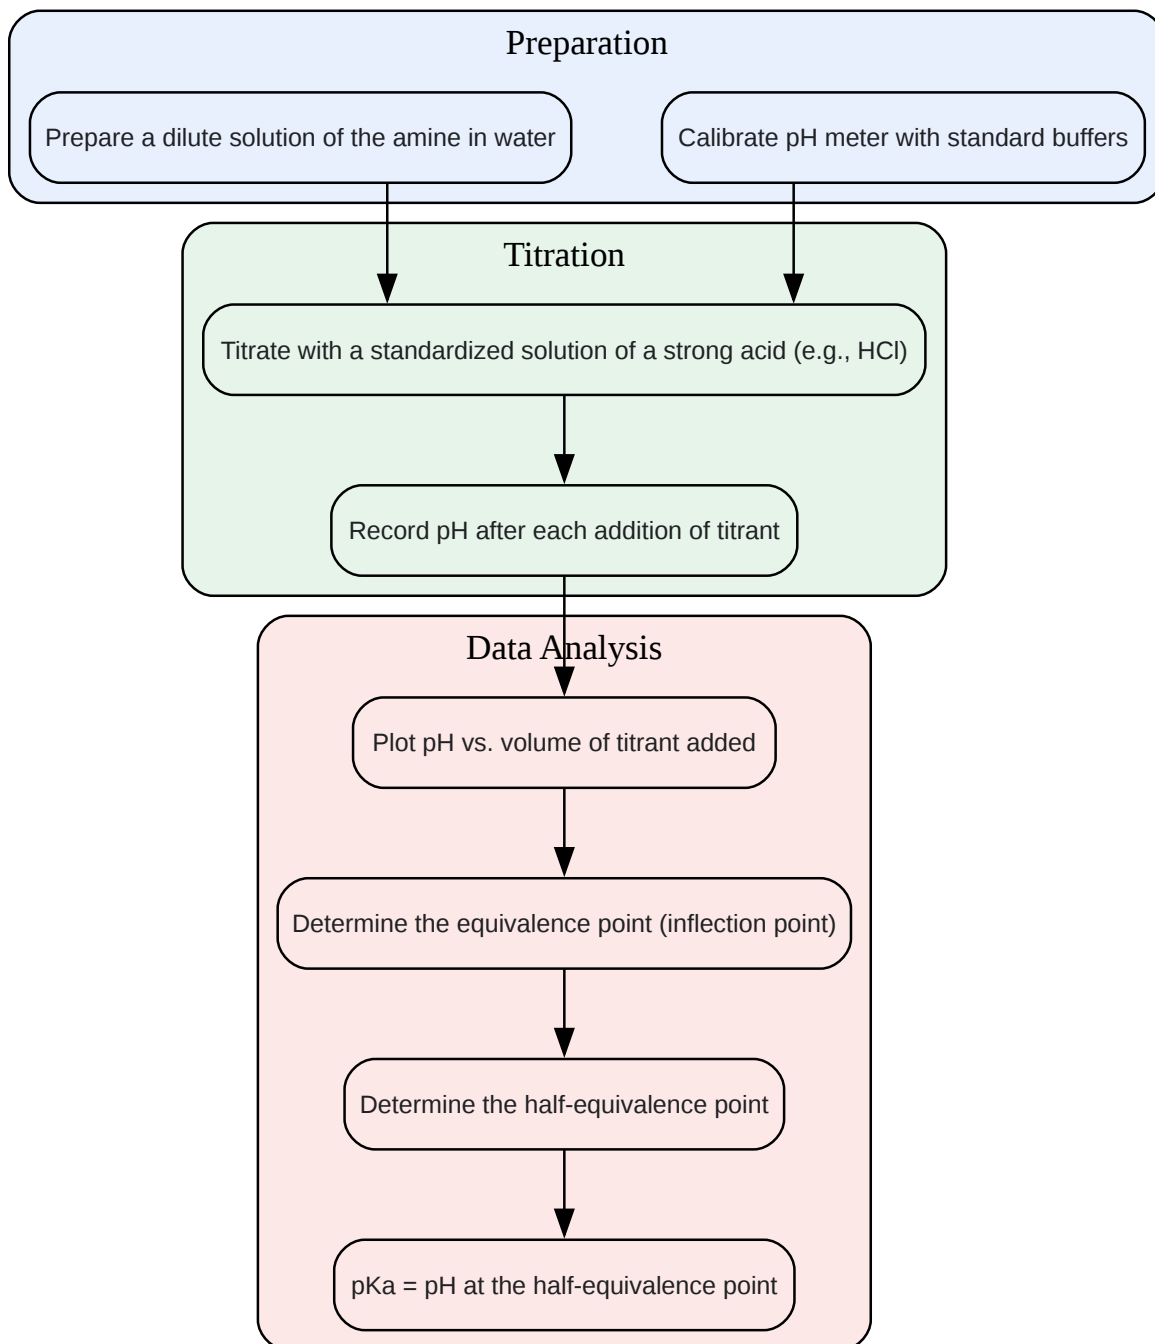 Preparation
Prepare a dilute solution of the amine in water
Calibrate pH meter with standard buffers
Titration
Titrate with a standardized solution of a strong acid (e.g., HCl)
Record pH after each addition of titrant
Data Analysis
Plot pH vs. volume of titrant added
Determine the equivalence point (inflection point)
Determine the half-equivalence point
pKa = pH at the half-equivalence point